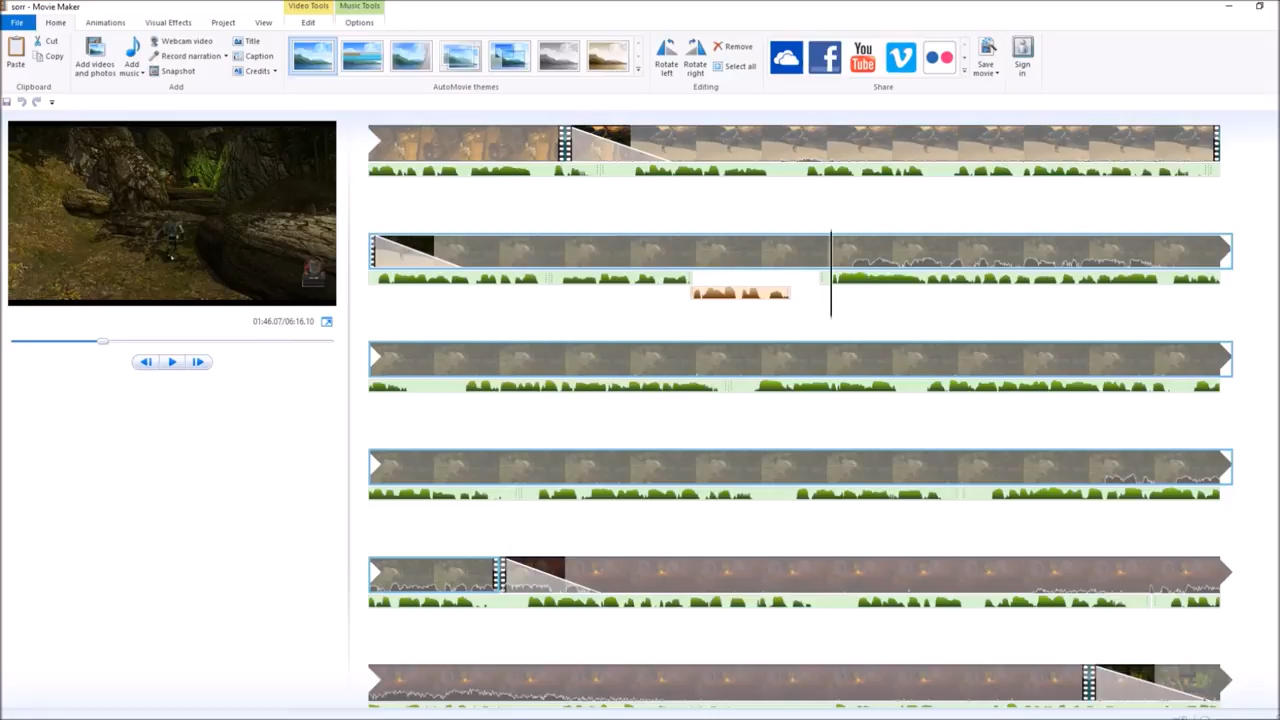 sorr - Movie Maker
Video Tools
Music Tools
File
Home
Animations
Visual Effects
Project
View
Edit
Options
Paste
Cut
Copy
Clipboard
Add videos
and photos
Add
music
Webcam video
Record narration
Snapshot
Title
Caption
Credits
Add
AutoMovie themes
Rotate
left
Rotate
right
Remove
Select all
Editing
You
Tube
Share
Save
movie
Sign
in
01:46.07/06:16.10